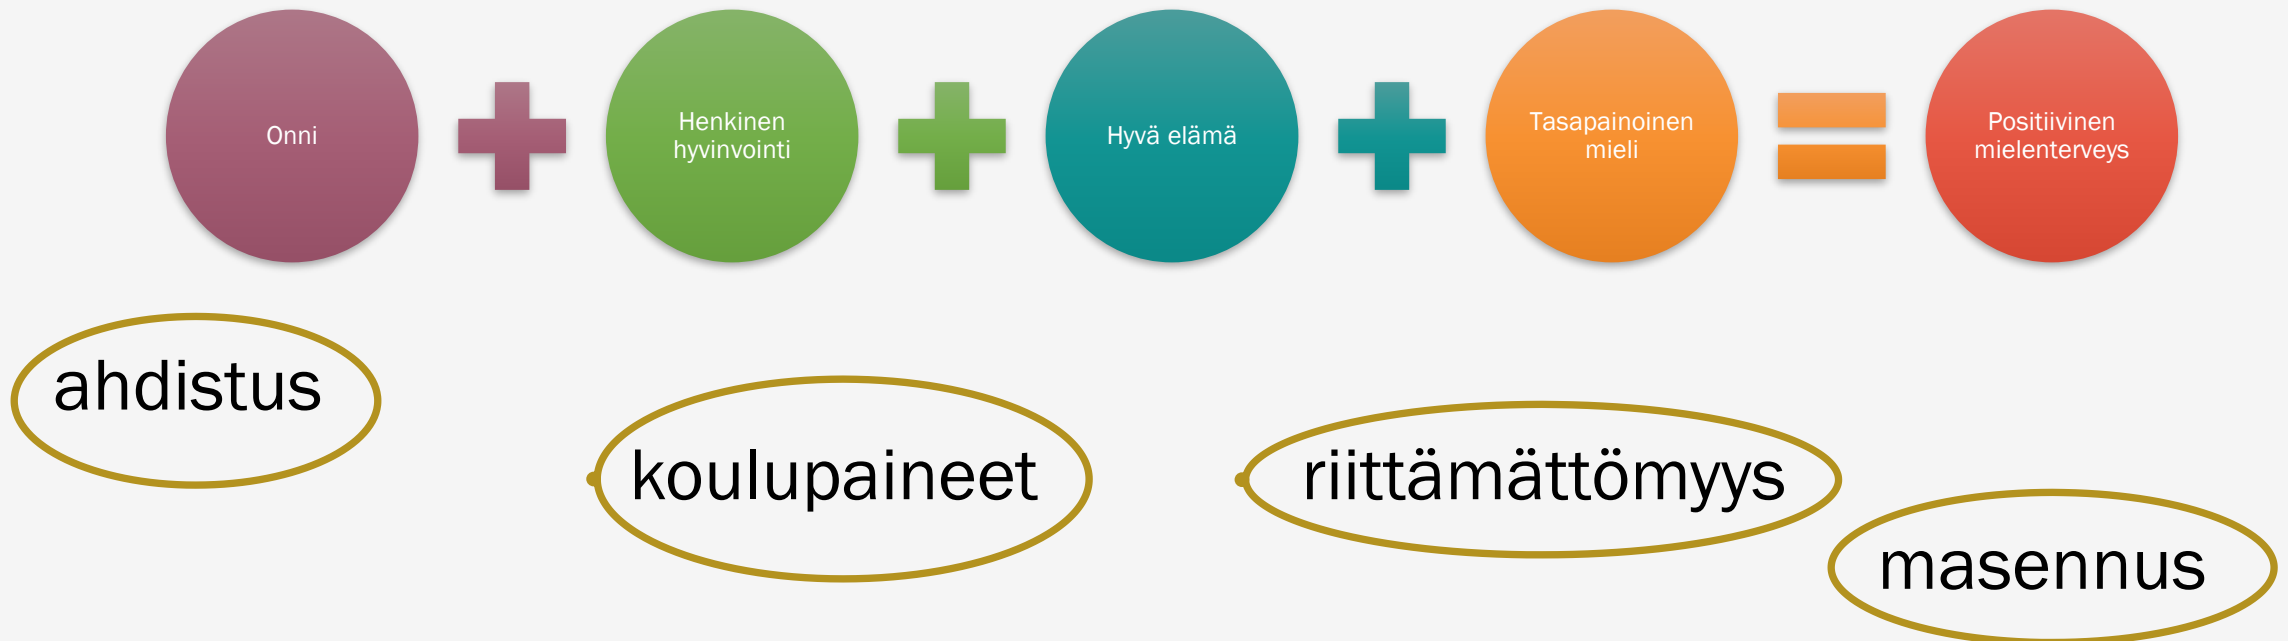 Onni
Henkinen
hyvinvointi
Hyvä elämä
Tasapainoinen
mieli
Positiivinen
mielenterveys
ahdistus
koulupaineet
riittämättömyys
masennus